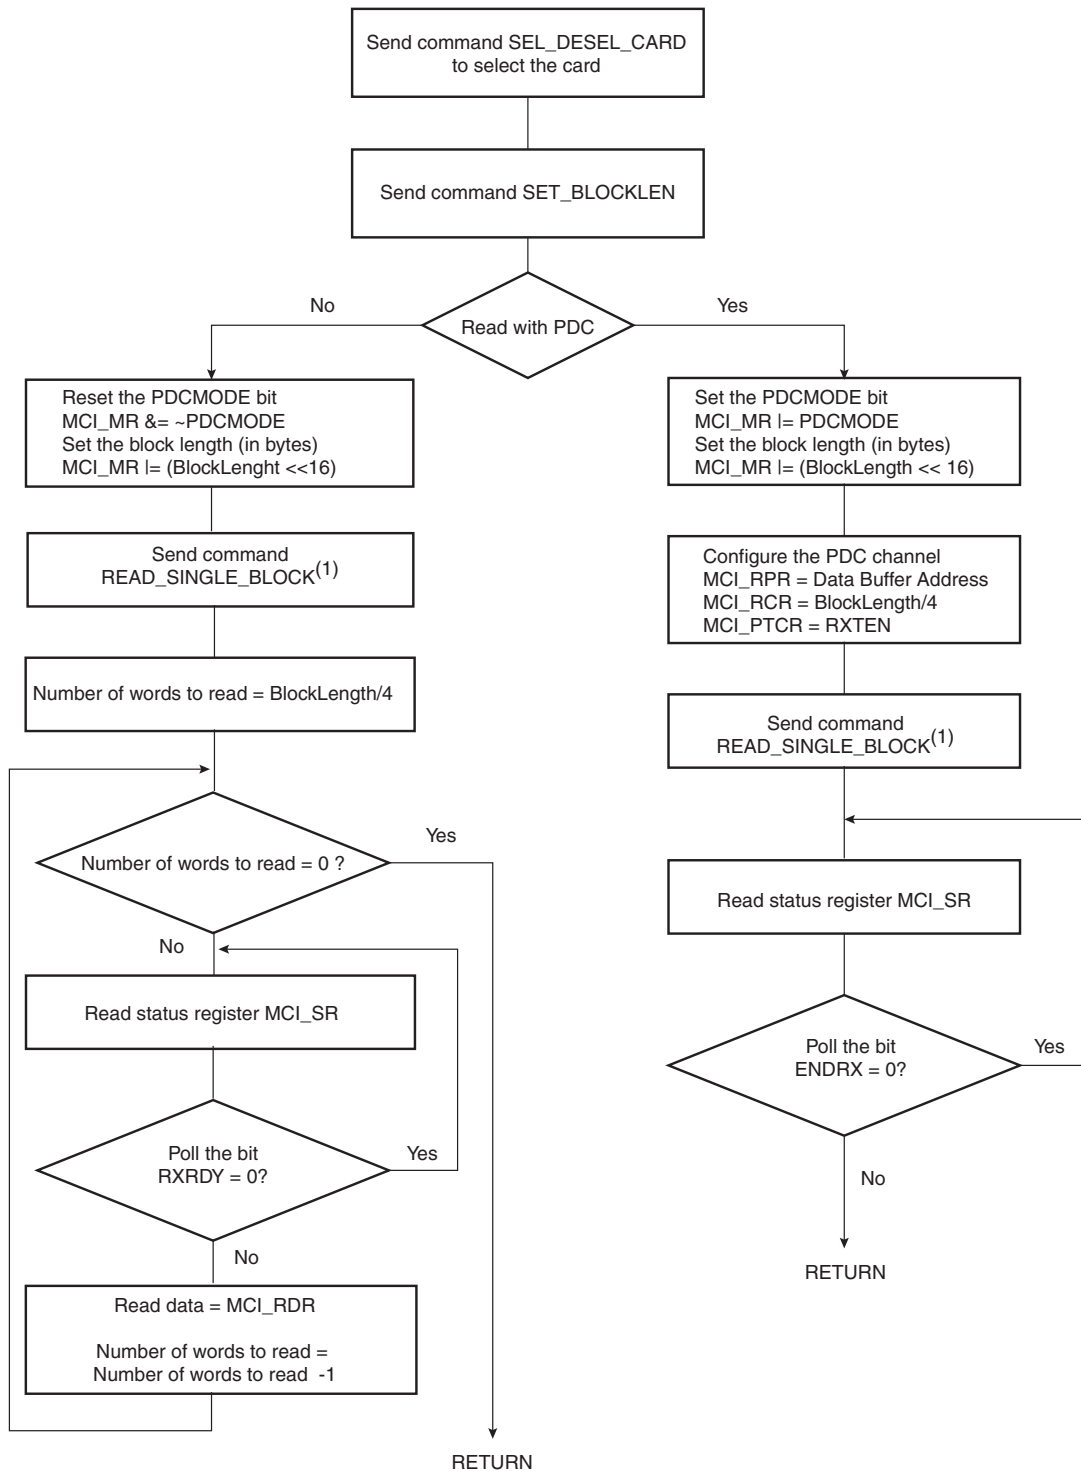 Send command SEL_DESEL_CARD
to select the card
Send command SET_BLOCKLEN
No
Yes
Read with PDC
Reset the PDCMODE bit
MCI_MR &= ~PDCMODE
Set the block length (in bytes)
MCI_MR |= (BlockLenght <<16)
Send command
READ_SINGLE_BLOCK(1)
Number of words to read = BlockLength/4
Number of words to read = 0 ?
Yes
No
Read status register MCI_SR
Poll the bit
RXRDY = 0?
Yes
No
Read data = MCI_RDR
Number of words to read =
Number of words to read -1
RETURN
Set the PDCMODE bit
MCI_MR |= PDCMODE
Set the block length (in bytes)
MCI_MR |= (BlockLength << 16)
Configure the PDC channel
MCI_RPR = Data Buffer Address
MCI_RCR = BlockLength/4
MCI_PTCR = RXTEN
Send command
READ_SINGLE_BLOCK(1)
Read status register MCI_SR
Poll the bit
ENDRX = 0?
Yes
No
RETURN